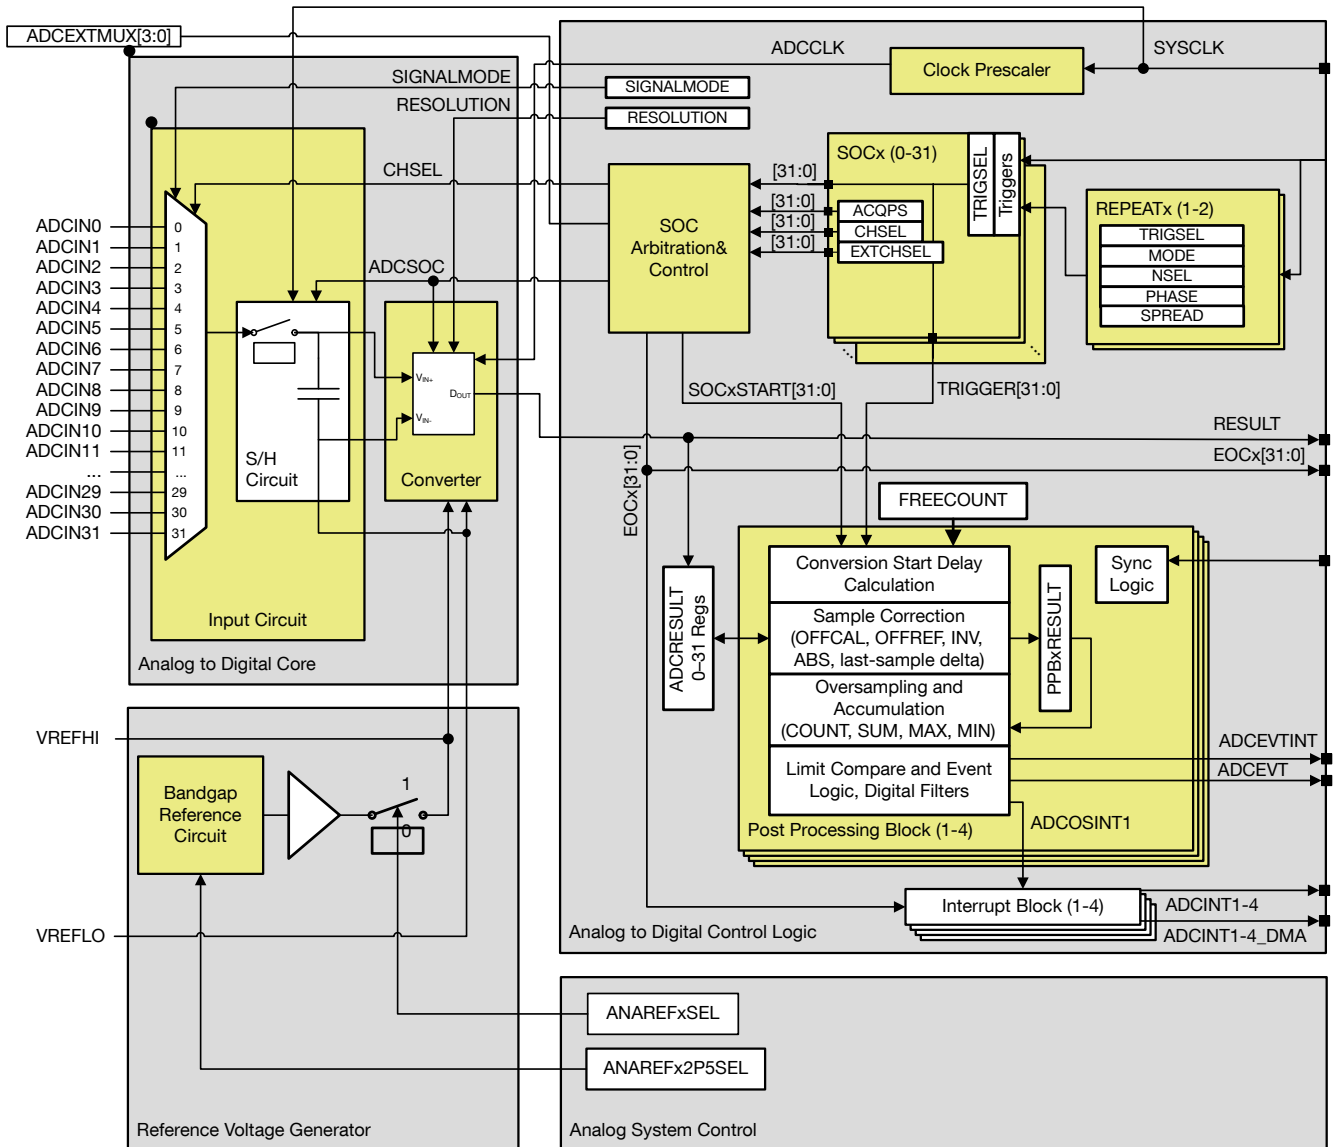 ADCEXTMUX[3:0]
ADCCLK
SYSCLK
Clock Prescaler
SIGNALMODE
SIGNALMODE
RESOLUTION
RESOLUTION
CHSEL
SOCx (0-31)
[31:0]
[31:0]
[31:0]
[31:0]
ACQPS
CHSEL
EXTCHSEL
TRIGSEL
Triggers
REPEATx (1-2)
TRIGSEL
MODE
NSEL
PHASE
SPREAD
SOC
Arbitration&
Control
ADCSOC
ADCIN0
0
ADCIN1
1
ADCIN2
2
ADCIN3
3
ADCIN4
4
ADCIN5
5
ADCIN6
6
ADCIN7
7
ADCIN8
8
ADCIN9
9
ADCIN10
10
ADCIN11
11
...
...
ADCIN29
29
ADCIN30
30
ADCIN31
31
S/H
Circuit
VIN+
VIN-
DOUT
Converter
Input Circuit
Analog to Digital Core
SOCxSTART[31:0]
TRIGGER[31:0]
RESULT
EOCx[31:0]
EOCx[31:0]
FREECOUNT
Conversion Start Delay
Calculation
Sample Correction
(OFFCAL, OFFREF, INV,
ABS, last-sample delta)
Oversampling and
Accumulation
(COUNT, SUM, MAX, MIN)
Limit Compare and Event
Logic, Digital Filters
Post Processing Block (1-4)
ADCRESULT
0–31 Regs
PPBxRESULT
Sync
Logic
ADCEVTINT
ADCEVT
ADCOSINT1
Interrupt Block (1-4)
ADCINT1-4
ADCINT1-4_DMA
Analog to Digital Control Logic
VREFHI
Bandgap
Reference
Circuit
1
0
VREFLO
Reference Voltage Generator
ANAREFxSEL
ANAREFx2P5SEL
Analog System Control